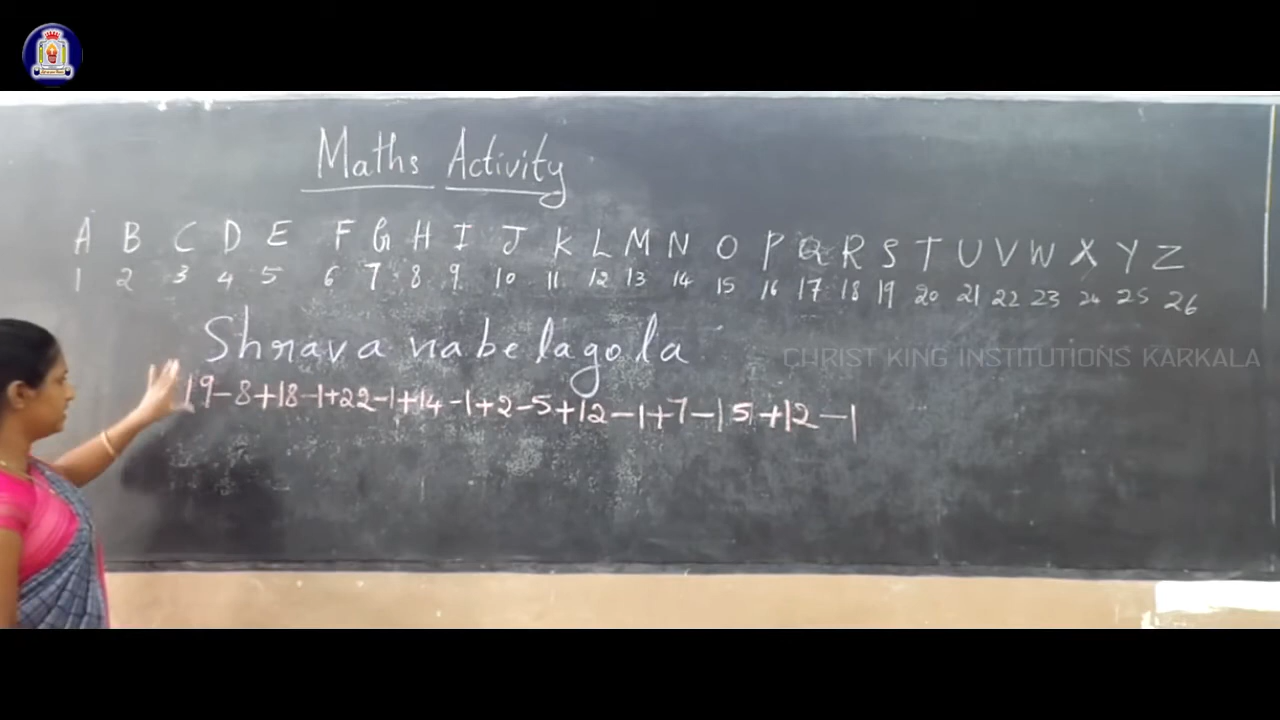 Maths Activity
A B C D E F G H I J K L M N O P Q R S T U V W X Y Z
1 2 3 4 5 6 7 8 9 10 11 12 13 14 15 16 17 18 19 20 21 22 23 24 25 26
Shravanabelagola
CHRIST KING INSTITUTIONS KARKALA
19-8+18-1+22-1+14-1+2-5+12-1+7-15+12-1